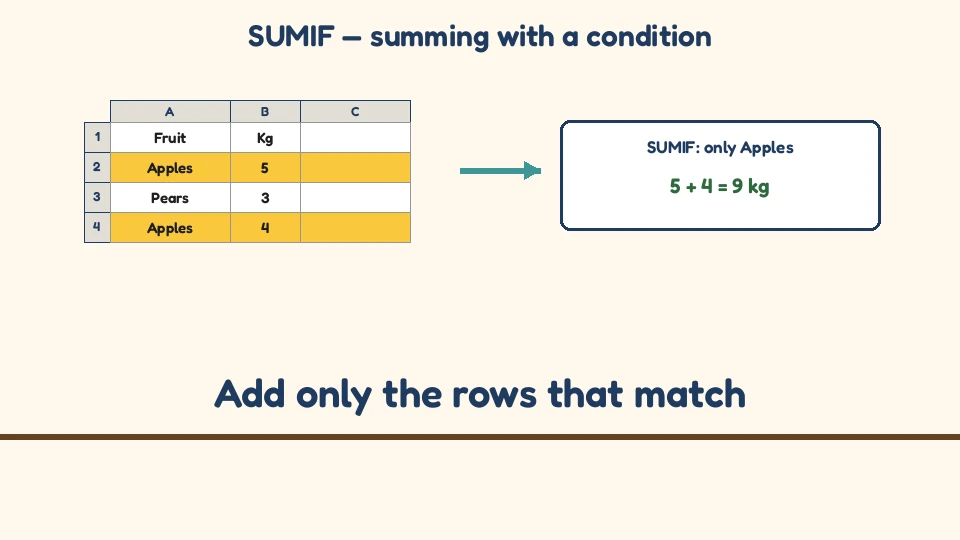 SUMIF — summing with a condition
A B C
1 Fruit Kg
2 Apples 5
3 Pears 3
4 Apples 4
SUMIF: only Apples
5 + 4 = 9 kg
Add only the rows that match